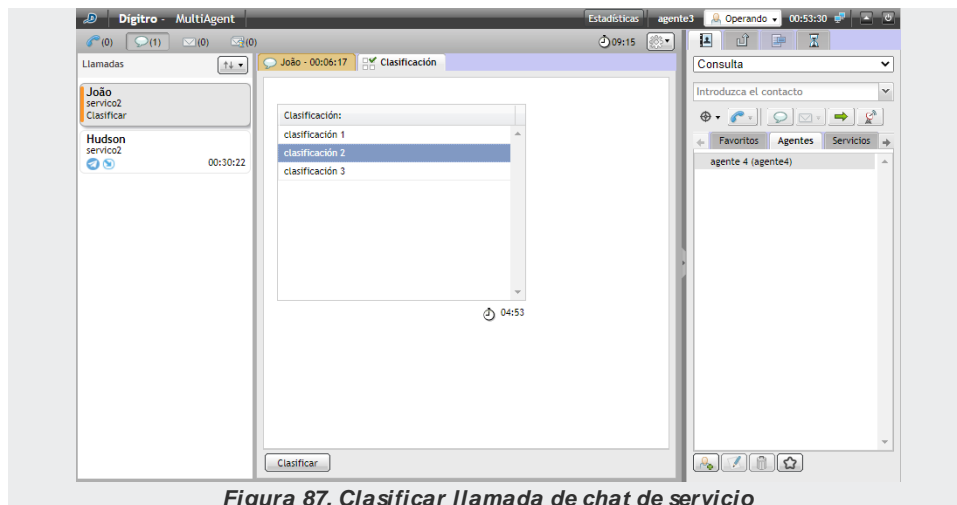 Dígitro - MultiAgent
Estadísticas agente3 Operando 00:53:30
(0) (1) (0) (0) 09:15
Llamadas
João - 00:06:17 Clasificación
Consulta
João
servico2
Clasificar
Introduzca el contacto
Clasificación:
clasificación 1
clasificación 2
clasificación 3
Hudson
servico2
00:30:22
Favoritos Agentes Servicios
agente 4 (agente4)
04:53
Clasificar
Figura 87. Clasificar llamada de chat de servicio